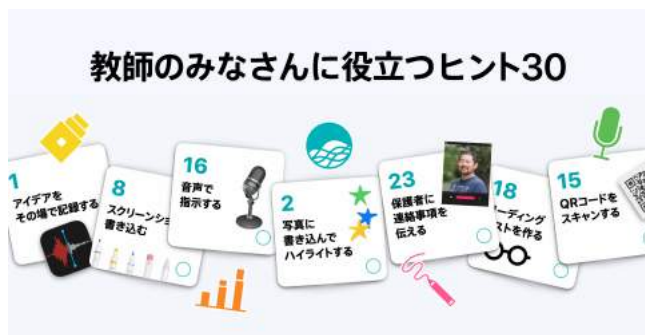 教師のみなさんに役立つヒント30
1
アイデアを
その場で記録する
8
スクリーンショ
書き込む
16
音声で
指示する
2
写真に
書き込んで
ハイライトする
23
保護者に
連絡事項を
伝える
18
ーディング
ストを作る
15
QRコードを
スキャンする